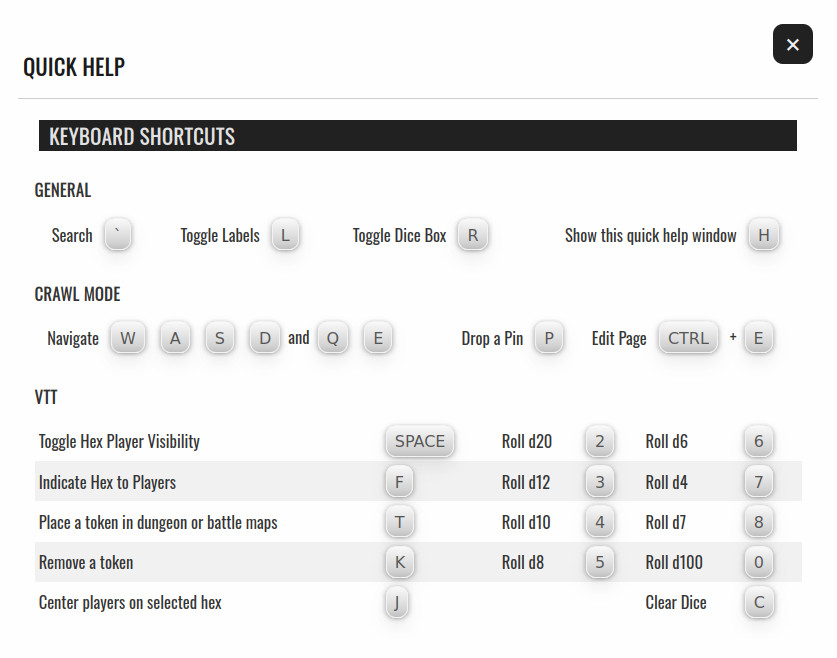 ×
QUICK HELP
KEYBOARD SHORTCUTS
GENERAL
Search ` Toggle Labels L Toggle Dice Box R Show this quick help window H
CRAWL MODE
Navigate W A S D and Q E Drop a Pin P Edit Page CTRL + E
VTT
Toggle Hex Player Visibility SPACE Roll d20 2 Roll d6 6
Indicate Hex to Players F Roll d12 3 Roll d4 7
Place a token in dungeon or battle maps T Roll d10 4 Roll d7 8
Remove a token K Roll d8 5 Roll d100 0
Center players on selected hex J Clear Dice C